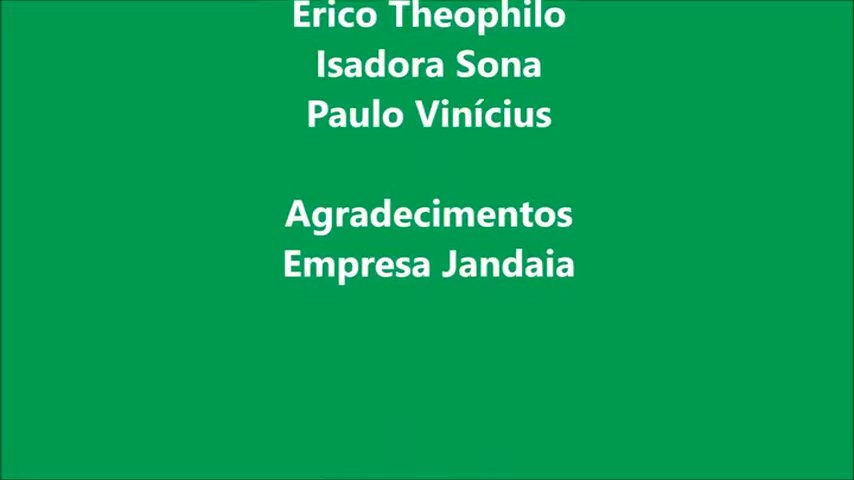 Erico Theophilo
Isadora Sona
Paulo Vinícius
Agradecimentos
Empresa Jandaia